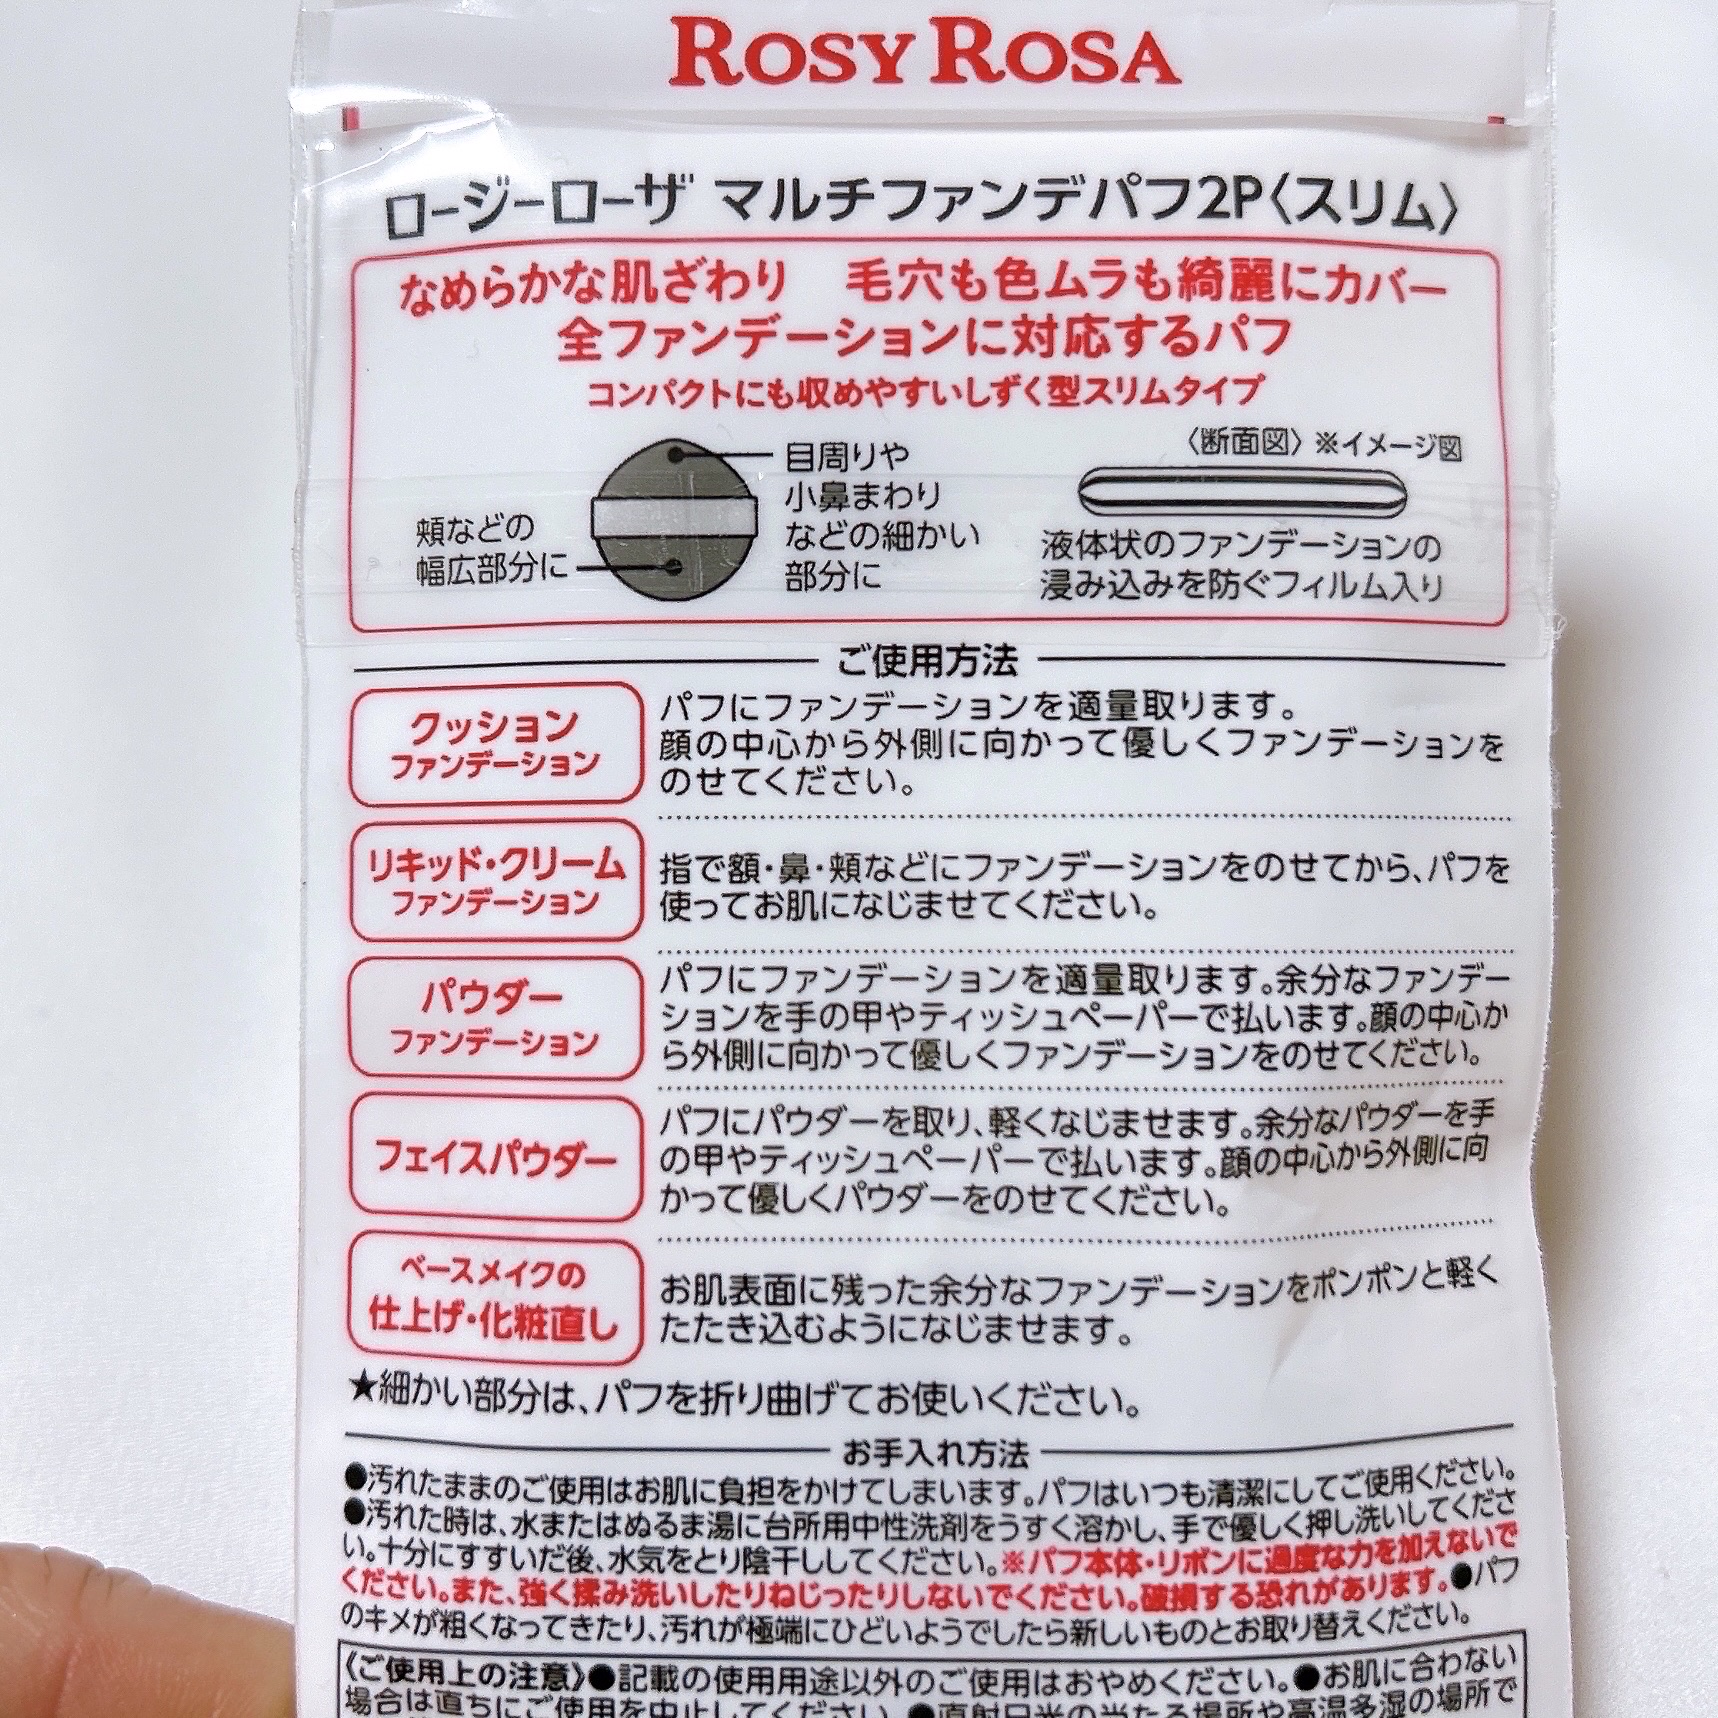 ROSY ROSA
ロージーローザ マルチファンデパフ2P〈スリム〉
なめらかな肌ざわり 毛穴も色ムラも綺麗にカバー
全ファンデーションに対応するパフ
コンパクトにも収めやすいしずく型スリムタイプ
目周りや
小鼻まわり
などの細かい
部分に
頬などの
幅広部分に
〈断面図〉※イメージ図
液体状のファンデーションの
浸み込みを防ぐフィルム入り
ご使用方法
クッション
ファンデーション
パフにファンデーションを適量取ります。
顔の中心から外側に向かって優しくファンデーションを
のせてください。
リキッド・クリーム
ファンデーション
指で額・鼻・頬などにファンデーションをのせてから、パフを
使ってお肌になじませてください。
パウダー
ファンデーション
パフにファンデーションを適量取ります。余分なファンデー
ションを手の甲やティッシュペーパーで払います。顔の中心か
ら外側に向かって優しくファンデーションをのせてください。
フェイスパウダー
パフにパウダーを取り、軽くなじませます。余分なパウダーを手
の甲やティッシュペーパーで払います。顔の中心から外側に向
かって優しくパウダーをのせてください。
ベースメイクの
仕上げ・化粧直し
お肌表面に残った余分なファンデーションをポンポンと軽く
たたき込むようになじませます。
★細かい部分は、パフを折り曲げてお使いください。
お手入れ方法
●汚れたままのご使用はお肌に負担をかけてしまいます。パフはいつも清潔にしてご使用ください。
●汚れた時は、水またはぬるま湯に台所用中性洗剤をうすく溶かし、手で優しく押し洗いしてくださ
い。十分にすすいだ後、水気をとり陰干ししてください。※パフ本体・リボンに過度な力を加えないで
ください。また、強く揉み洗いしたりねじったりしないでください。破損する恐れがあります。●パフ
のキメが粗くなってきたり、汚れが極端にひどいようでしたら新しいものとお取り替えください。
〈ご使用上の注意〉●記載の使用用途以外のご使用はおやめください。●お肌に合わない
場合は直ちにご使用を中止してください。●直射日光の当たる場所や高温多湿の場所で